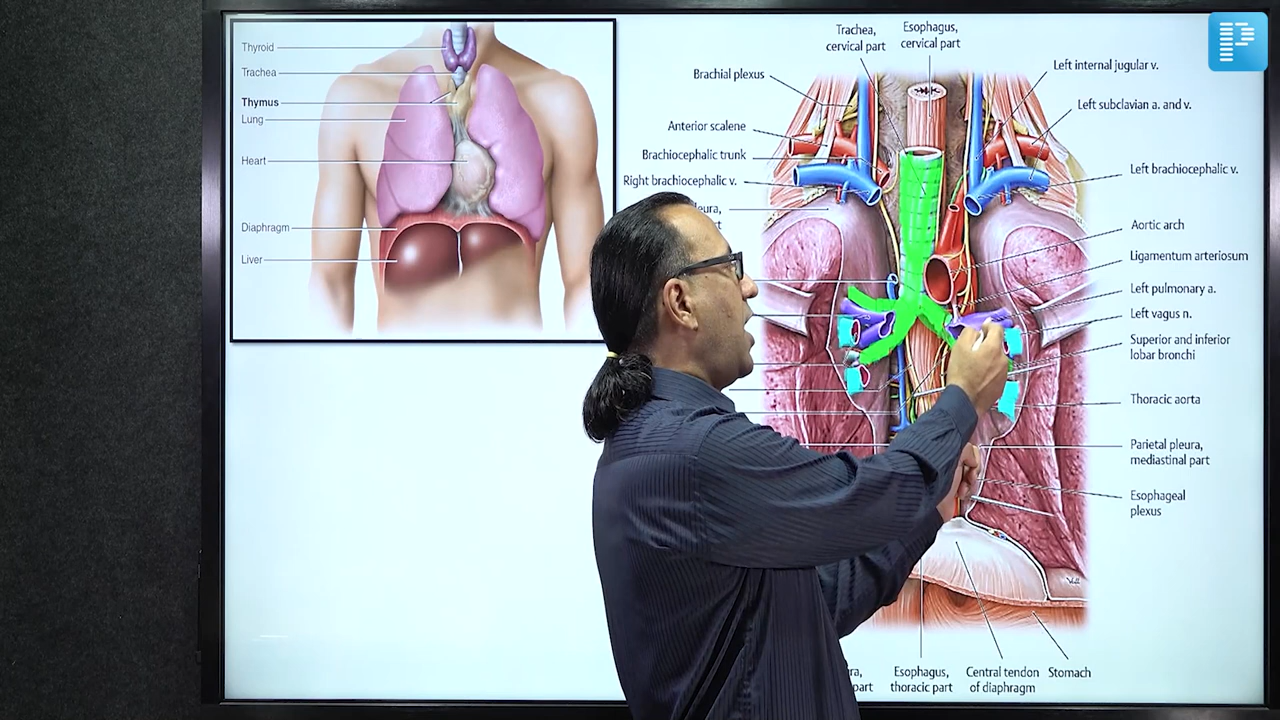 Thyroid
Trachea
Thymus
Lung
Heart
Diaphragm
Liver
Trachea,
cervical part
Esophagus,
cervical part
Brachial plexus
Anterior scalene
Brachiocephalic trunk
Right brachiocephalic v.
Left internal jugular v.
Left subclavian a. and v.
Left brachiocephalic v.
Aortic arch
Ligamentum arteriosum
Left pulmonary a.
Left vagus n.
Superior and inferior
lobar bronchi
Thoracic aorta
Parietal pleura,
mediastinal part
Esophageal
plexus
part
Esophagus,
thoracic part
Central tendon
of diaphragm
Stomach